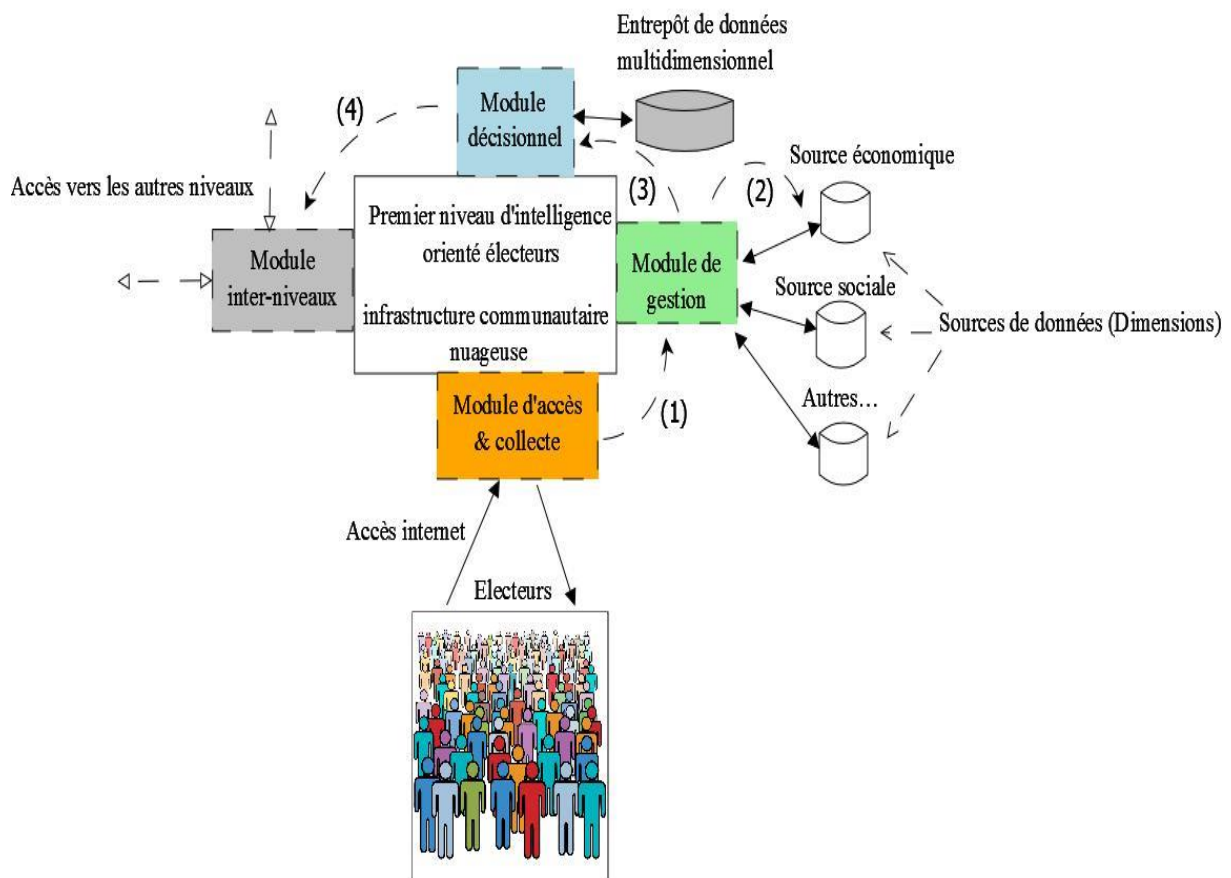 Entrepôt de données
multidimensionnel
Module
décisionnel
(4)
Source économique
(3)
(2)
Accès vers les autres niveaux
Premier niveau d'intelligence
orienté électeurs
infrastructure communautaire
nuageuse
Module
inter-niveaux
Module de
gestion
Source sociale
Sources de données (Dimensions)
Autres...
Module d'accès
& collecte
(1)
Accès internet
Electeurs